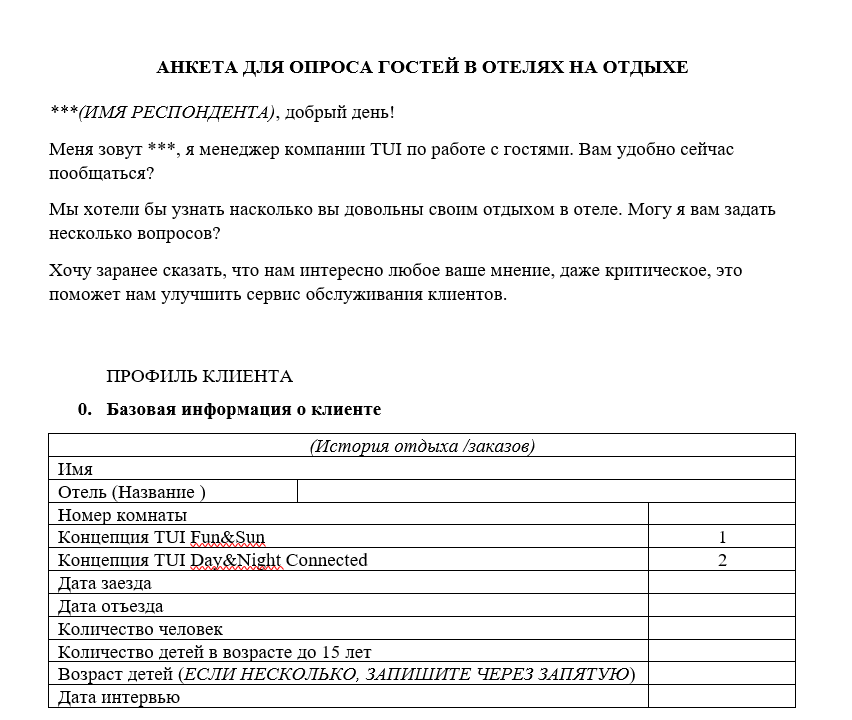 АНКЕТА ДЛЯ ОПРОСА ГОСТЕЙ В ОТЕЛЯХ НА ОТДЫХЕ
***(ИМЯ РЕСПОНДЕНТА), добрый день!
Меня зовут ***, я менеджер компании TUI по работе с гостями. Вам удобно сейчас
пообщаться?
Мы хотели бы узнать насколько вы довольны своим отдыхом в отеле. Могу я вам задать
несколько вопросов?
Хочу заранее сказать, что нам интересно любое ваше мнение, даже критическое, это
поможет нам улучшить сервис обслуживания клиентов.
ПРОФИЛЬ КЛИЕНТА
0. Базовая информация о клиенте
(История отдыха /заказов)
Имя
Отель (Название )
Номер комнаты
Концепция TUI Fun&Sun 1
Концепция TUI Day&Night Connected 2
Дата заезда
Дата отъезда
Количество человек
Количество детей в возрасте до 15 лет
Возраст детей (ЕСЛИ НЕСКОЛЬКО, ЗАПИШИТЕ ЧЕРЕЗ ЗАПЯТУЮ)
Дата интервью